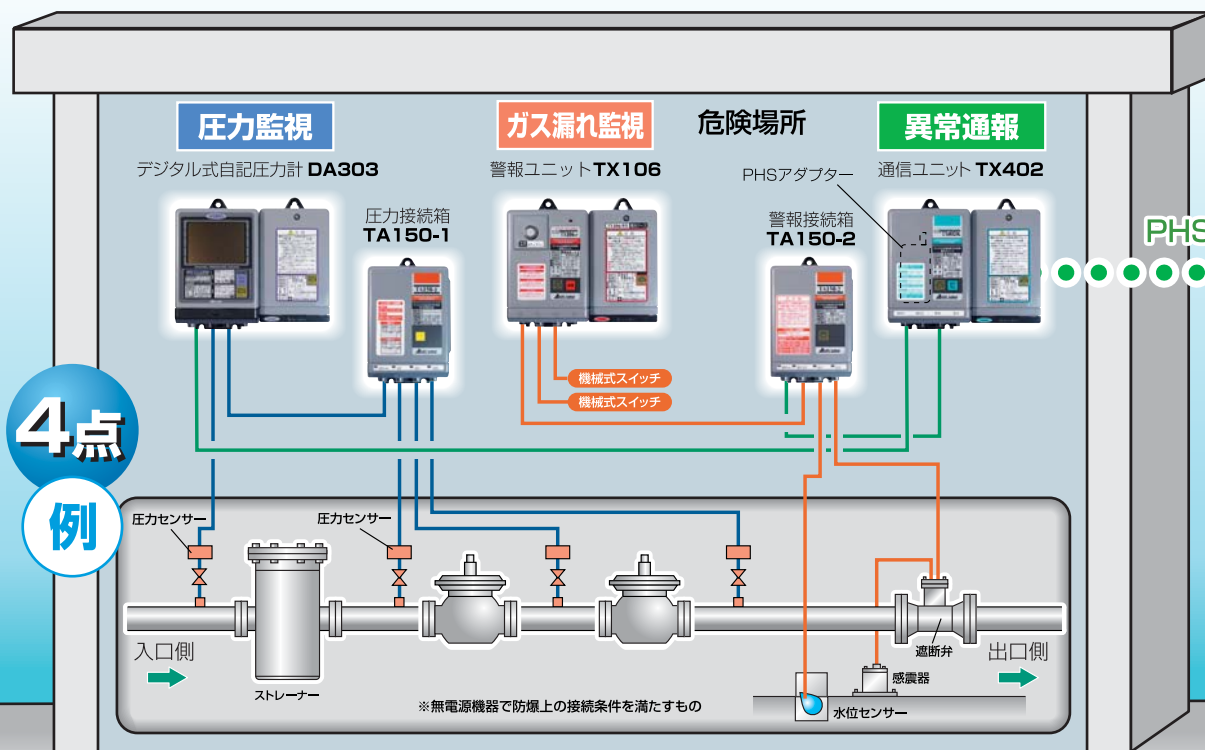 圧力監視
ガス漏れ監視
危険場所
異常通報
デジタル式自記圧力計 DA303
警報ユニット TX106
PHSアダプター
通信ユニット TX402
圧力接続箱
TA150-1
警報接続箱
TA150-2
PHS
機械式スイッチ
機械式スイッチ
4点
例
圧力センサー
圧力センサー
入口側
ストレーナー
遮断弁
出口側
感震器
水位センサー
※無電源機器で防爆上の接続条件を満たすもの